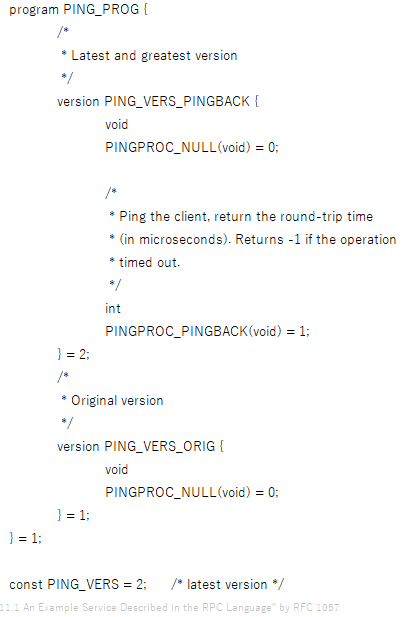 program PING_PROG {
/*
* Latest and greatest version
*/
version PING_VERS_PINGBACK {
void
PINGPROC_NULL(void) = 0;
/*
* Ping the client, return the round-trip time
* (in microseconds). Returns -1 if the operation
* timed out.
*/
int
PINGPROC_PINGBACK(void) = 1;
} = 2;
/*
* Original version
*/
version PING_VERS_ORIG {
void
PINGPROC_NULL(void) = 0;
} = 1;
} = 1;
const PING_VERS = 2; /* latest version */
11.1 An Example Service Described in the RPC Language" by RFC 1057